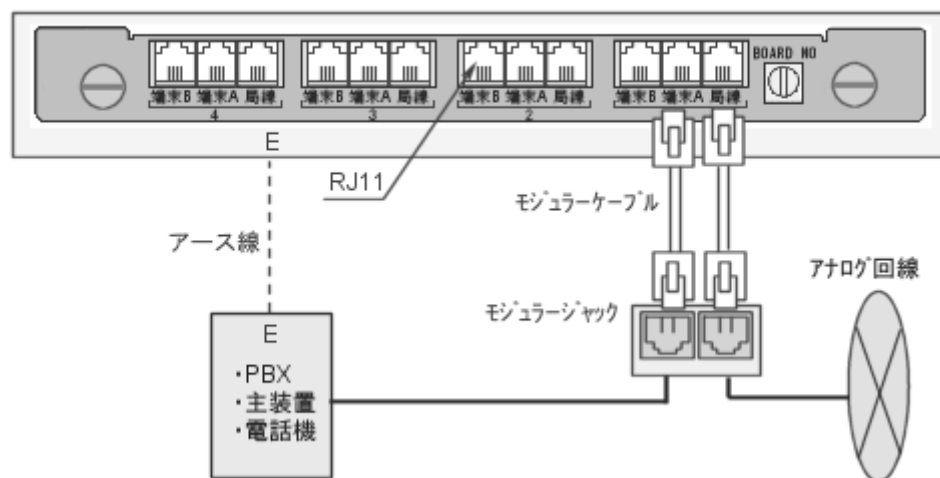 BOARD NO
端末B 端末A 局線 端末B 端末A 局線 端末B 端末A 局線 端末B 端末A 局線
4 3 2
E
RJ11
モジュラーケーブル
アース線
アナログ回線
モジュラージャック
E
・PBX
・主装置
・電話機